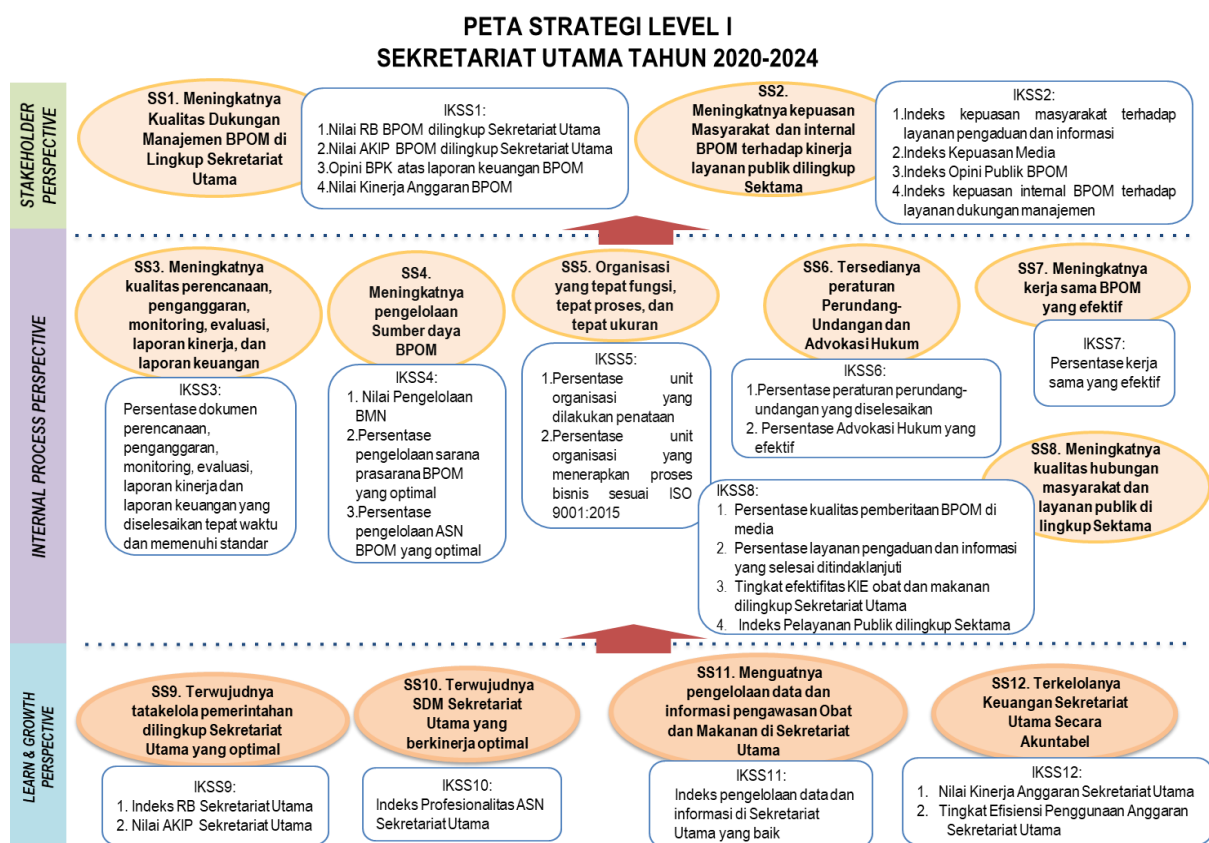 PETA STRATEGI LEVEL I
SEKRETARIAT UTAMA TAHUN 2020-2024
STAKEHOLDER
PERSPECTIVE
SS1. Meningkatnya
Kualitas Dukungan
Manajemen BPOM di
Lingkup Sekretariat
Utama
IKSS1:
1.Nilai RB BPOM dilingkup Sekretariat Utama
2.Nilai AKIP BPOM dilingkup Sekretariat Utama
3.Opini BPK atas laporan keuangan BPOM
4.Nilai Kinerja Anggaran BPOM
SS2.
Meningkatnya kepuasan
Masyarakat dan internal
BPOM terhadap kinerja
layanan publik dilingkup
Sektama
IKSS2:
1.Indeks kepuasan masyarakat terhadap
layanan pengaduan dan informasi
2.Indeks Kepuasan Media
3.Indeks Opini Publik BPOM
4.Indeks kepuasan internal BPOM terhadap
layanan dukungan manajemen
INTERNAL PROCESS PERSPECTIVE
SS3. Meningkatnya
kualitas perencanaan,
penganggaran,
monitoring, evaluasi,
laporan kinerja, dan
laporan keuangan
IKSS3:
Persentase dokumen
perencanaan,
penganggaran,
monitoring, evaluasi,
laporan kinerja dan
laporan keuangan yang
diselesaikan tepat waktu
dan memenuhi standar
SS4.
Meningkatnya
pengelolaan
Sumber daya
BPOM
IKSS4:
1. Nilai Pengelolaan
BMN
2.Persentase
pengelolaan sarana
prasarana BPOM
yang optimal
3.Persentase
pengelolaan ASN
BPOM yang optimal
SS5. Organisasi
yang tepat fungsi,
tepat proses, dan
tepat ukuran
IKSS5:
1.Persentase unit
organisasi yang
dilakukan penataan
2.Persentase unit
organisasi yang
menerapkan proses
bisnis sesuai ISO
9001:2015
SS6. Tersedianya
peraturan
Perundang-
Undangan dan
Advokasi Hukum
IKSS6:
1.Persentase peraturan perundang-
undangan yang diselesaikan
2. Persentase Advokasi Hukum yang
efektif
SS7. Meningkatnya
kerja sama BPOM
yang efektif
IKSS7:
Persentase kerja
sama yang efektif
SS8. Meningkatnya
kualitas hubungan
masyarakat dan
layanan publik di
lingkup Sektama
IKSS8:
1. Persentase kualitas pemberitaan BPOM di
media
2. Persentase layanan pengaduan dan informasi
yang selesai ditindaklanjuti
3. Tingkat efektifitas KIE obat dan makanan
dilingkup Sekretariat Utama
4. Indeks Pelayanan Publik dilingkup Sektama
LEARN & GROWTH
PERSPECTIVE
SS9. Terwujudnya
tatakelola pemerintahan
dilingkup Sekretariat
Utama yang optimal
IKSS9:
1. Indeks RB Sekretariat Utama
2. Nilai AKIP Sekretariat Utama
SS10. Terwujudnya
SDM Sekretariat
Utama yang
berkinerja optimal
IKSS10:
Indeks Profesionalitas ASN
Sekretariat Utama
SS11. Menguatnya
pengelolaan data dan
informasi pengawasan Obat
dan Makanan di Sekretariat
Utama
IKSS11:
Indeks pengelolaan data dan
informasi di Sekretariat
Utama yang baik
SS12. Terkelolanya
Keuangan Sekretariat
Utama Secara
Akuntabel
IKSS12:
1. Nilai Kinerja Anggaran Sekretariat Utama
2. Tingkat Efisiensi Penggunaan Anggaran
Sekretariat Utama